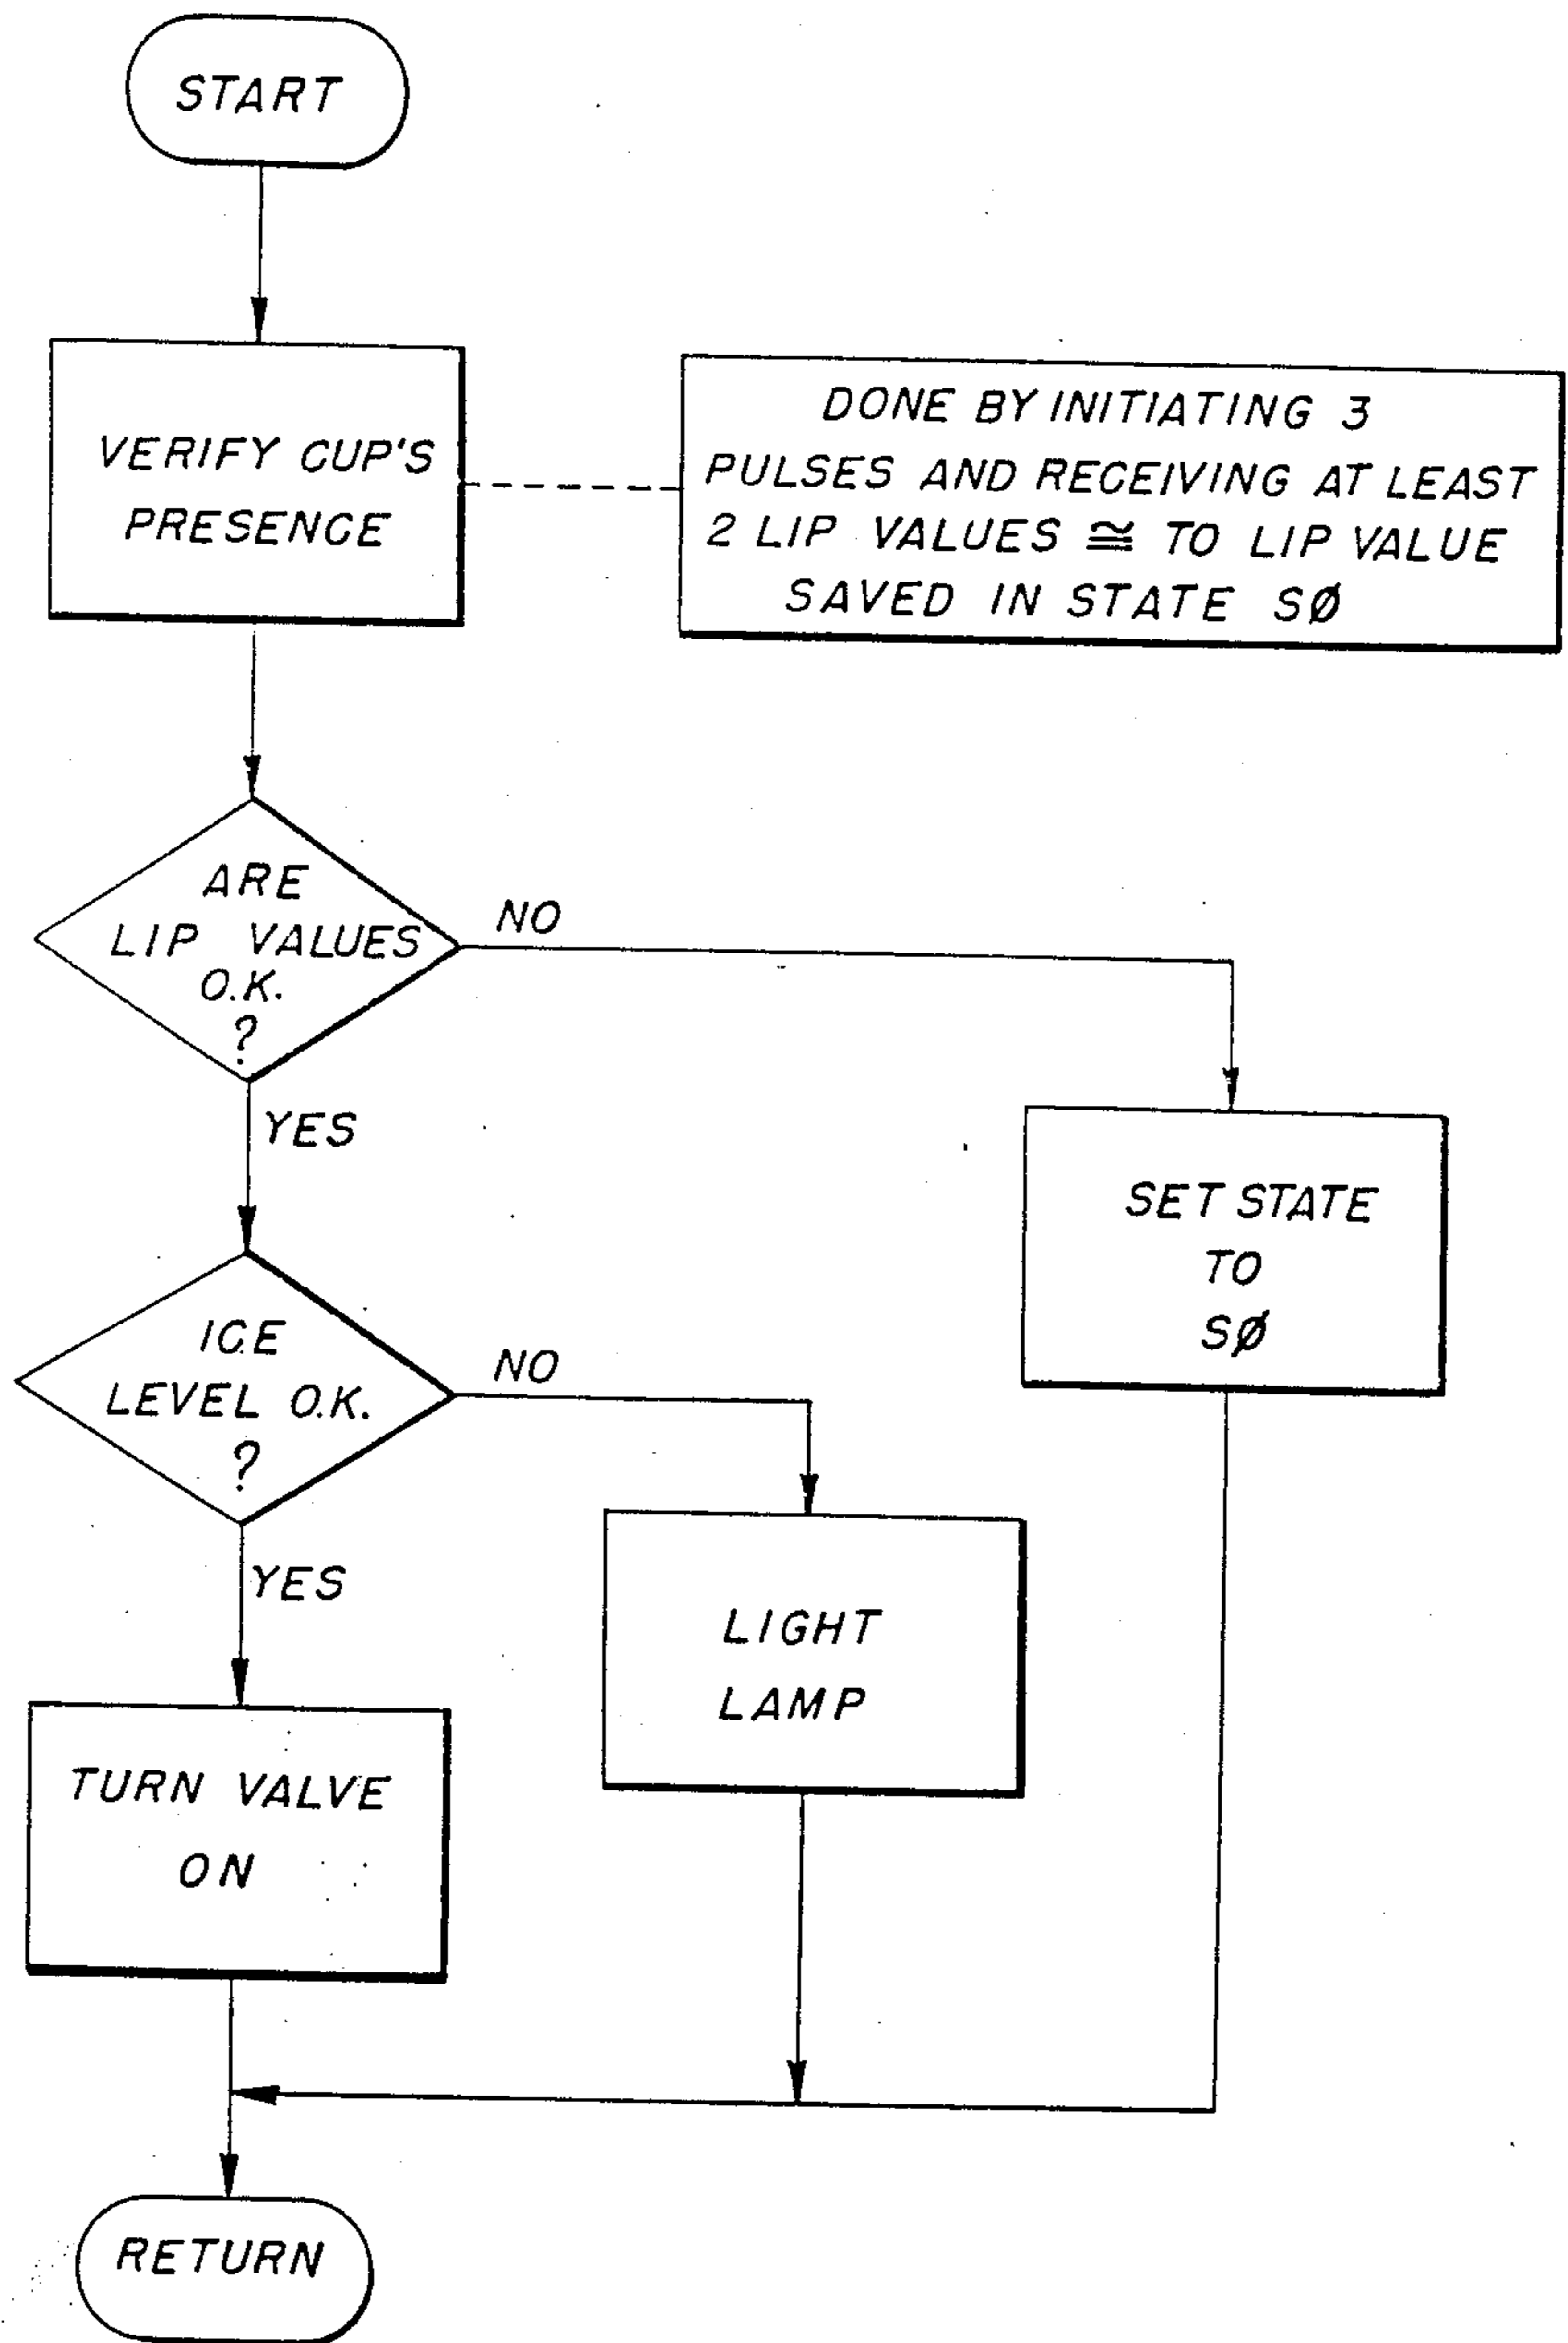 START
VERIFY CUP'S
PRESENCE
DONE BY INITIATING 3
PULSES AND RECEIVING AT LEAST
2 LIP VALUES ≅ TO LIP VALUE
SAVED IN STATE SØ
ARE
LIP VALUES
O.K.
?
NO
YES
SET STATE
TO
SØ
ICE
LEVEL O.K.
?
NO
YES
LIGHT
LAMP
TURN VALVE
ON
RETURN